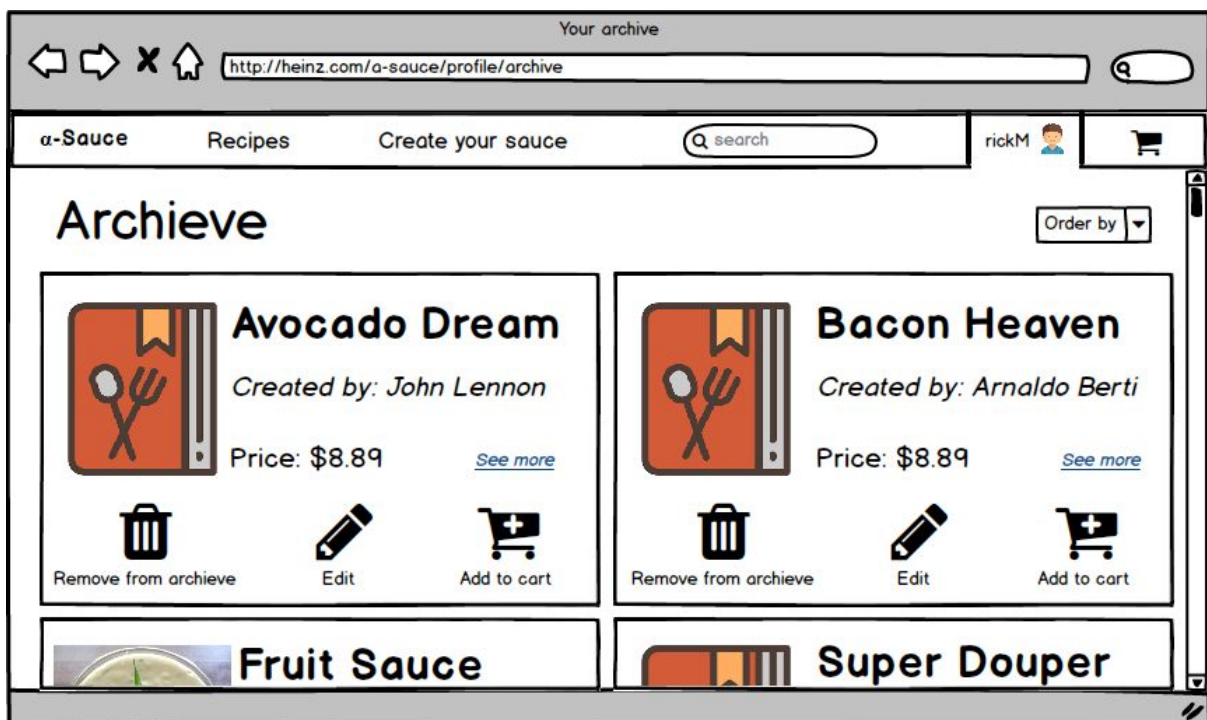 Your archive
http://heinz.com/a-sauce/profile/archive
α-Sauce Recipes Create your sauce search rickM
Archieve
Order by
Avocado Dream
Created by: John Lennon
Price: $8.89 See more
Remove from archieve Edit Add to cart
Bacon Heaven
Created by: Arnaldo Berti
Price: $8.89 See more
Remove from archieve Edit Add to cart
Fruit Sauce
Super Douper